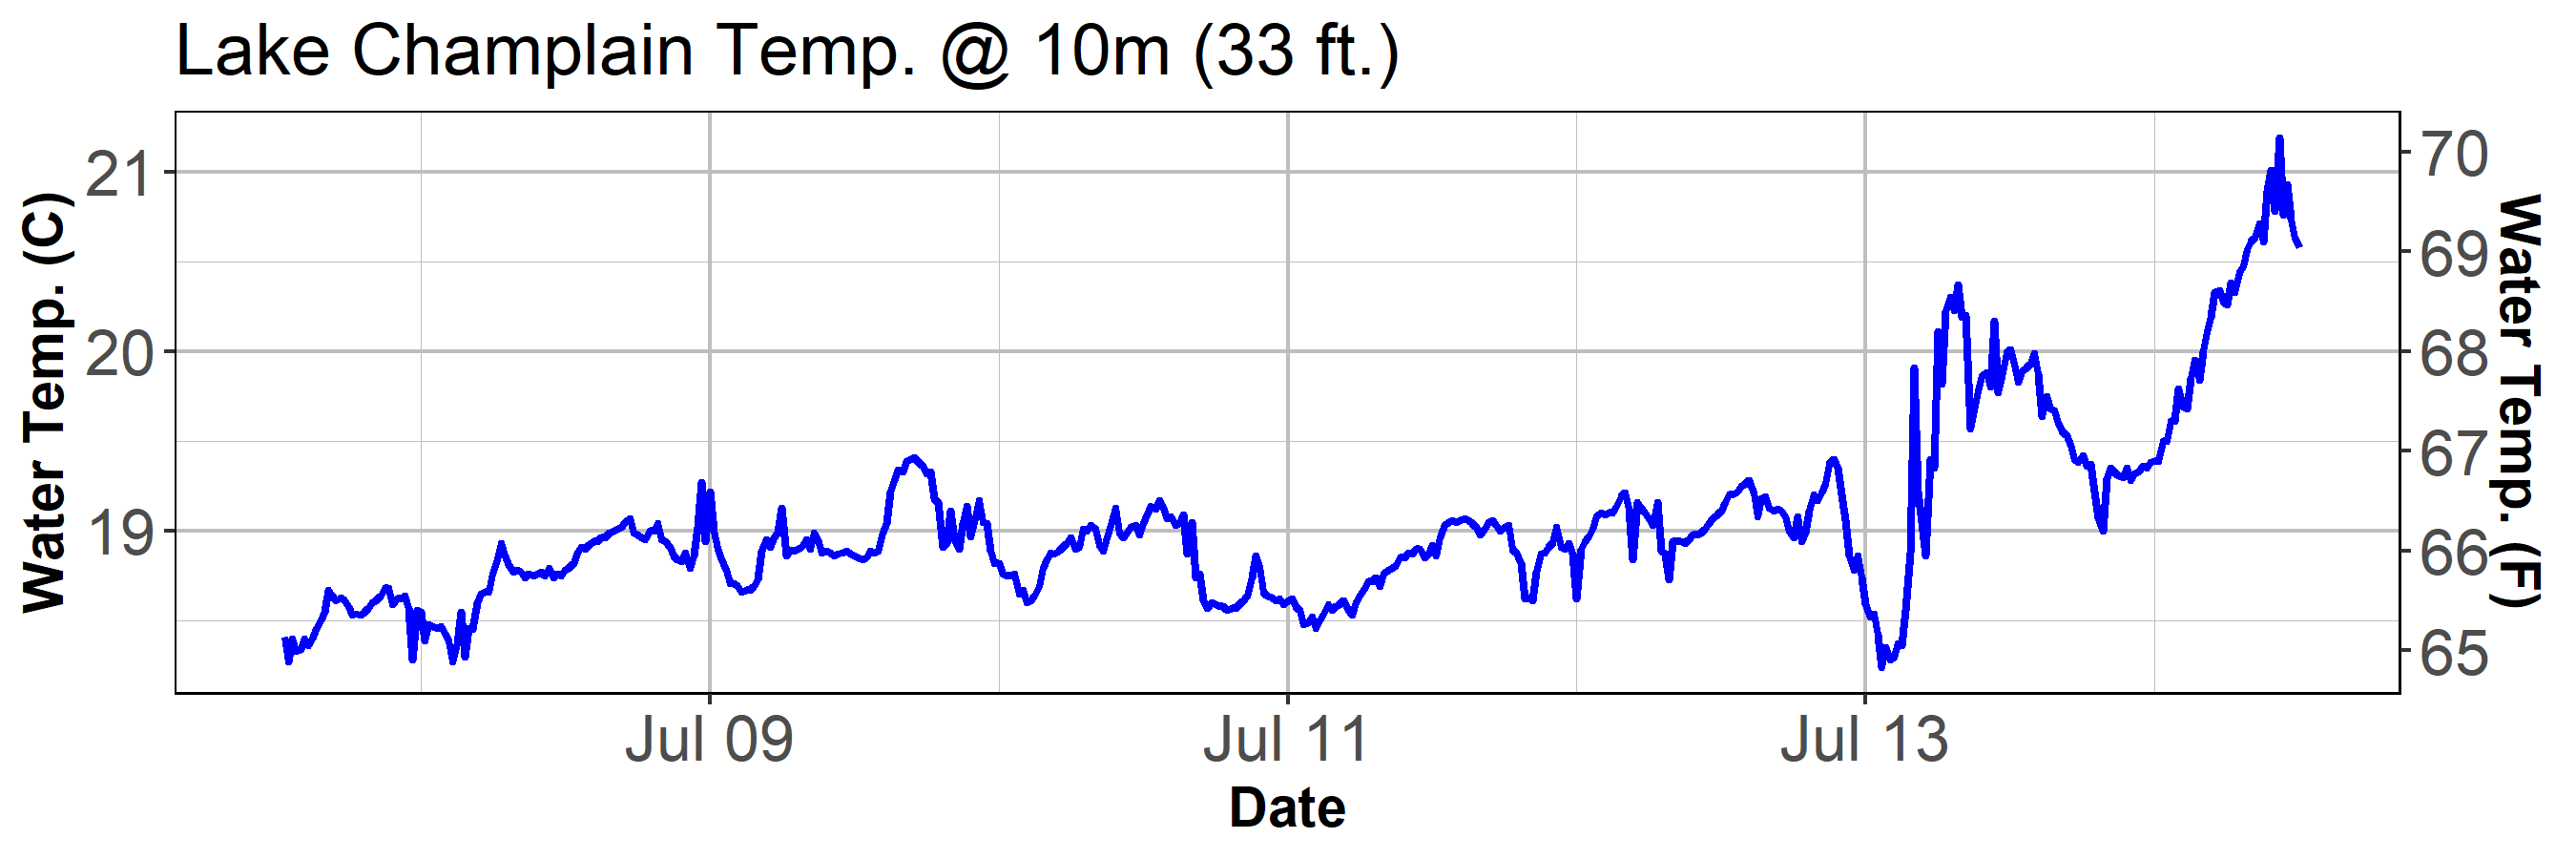 Lake Champlain Temp. @ 10m (33 ft.)
Water Temp. (C)
21
20
19
70
69
68
67
66
65
Water Temp. (F)
Jul 09
Jul 11
Jul 13
Date